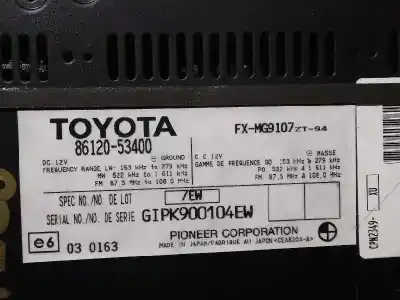 TOYOTA
86120-53400
FX-MG9107ZT-94
DC. 12V
FREQUENCY RANGE LW: 153 kHz to 279 kHz
MW: 522 kHz to 1 611 kHz
FM: 87.5 MHz to 108.0 MHz
⊖ MASSE
C.C. 12V
GAMME DE FREQUENCE GO: 153 kHz à 279 kHz
PO: 522 kHz à 1 611 kHz
FM: 87,5 MHz à 108,0 MHz
SPEC NO./NO DE LOT /EW
SERIAL NO./NO DE SERIE GIPK900104EW
e6 03 0163
PIONEER CORPORATION
MADE IN JAPAN/FABRIQUE AU JAPON <CEA8204-A>
CPN2349-